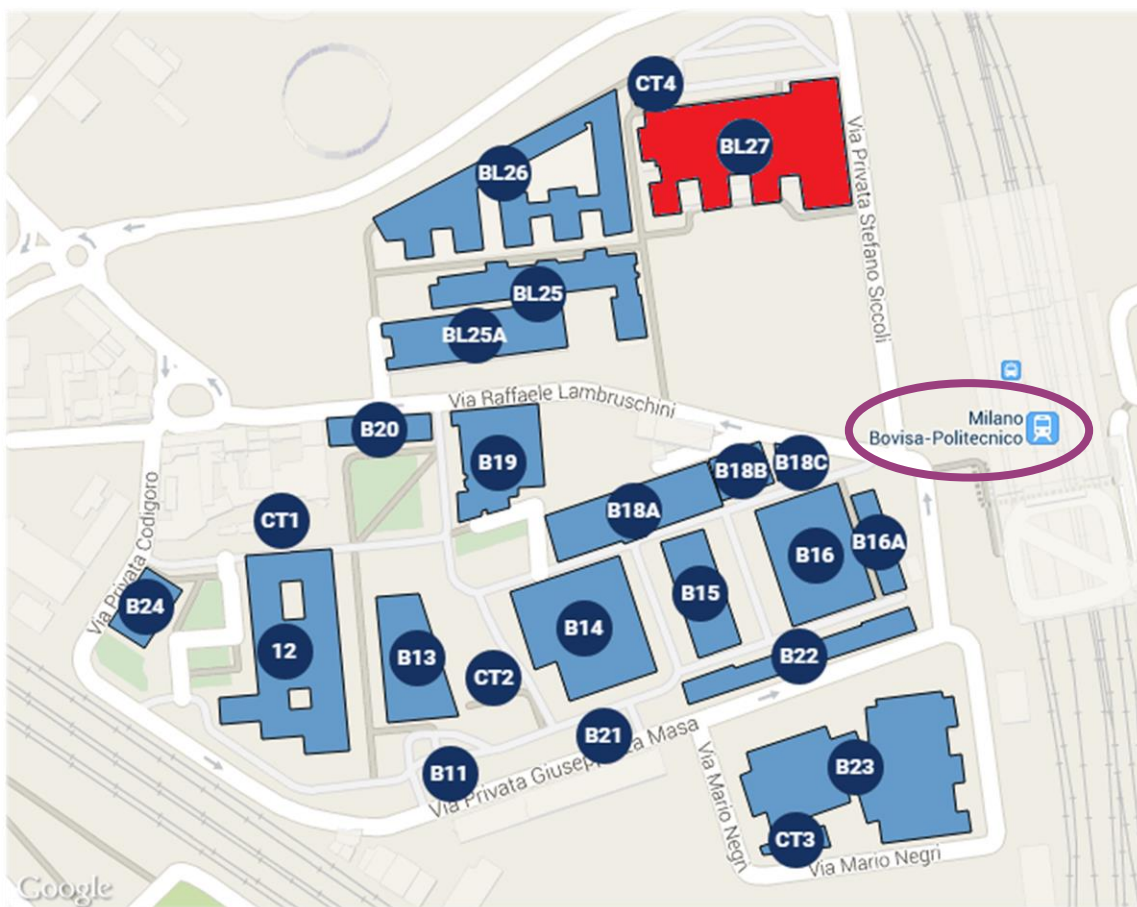 CT4
BL27
BL26
Via Privata Stefano Siccoli
BL25
BL25A
Via Raffaele Lambruschini
Milano
Bovisa-Politecnico
B20
B19
B18B
B18C
B18A
CT1
B16
B16A
Via Privata Codigoro
B24
B15
B14
12
B13
CT2
B22
B21
Via Privata Giuseppe La Masa
B11
Via Mario Negri
B23
CT3
Via Mario Negri
Google